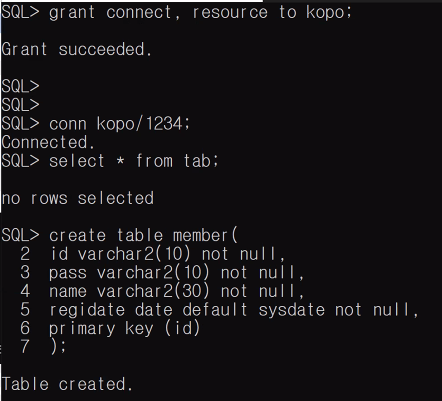 SQL> grant connect, resource to kopo;
Grant succeeded.
SQL>
SQL>
SQL> conn kopo/1234;
Connected.
SQL> select * from tab;
no rows selected
SQL> create table member(
2 id varchar2(10) not null,
3 pass varchar2(10) not null,
4 name varchar2(30) not null,
5 regidate date default sysdate not null,
6 primary key (id)
7 );
Table created.